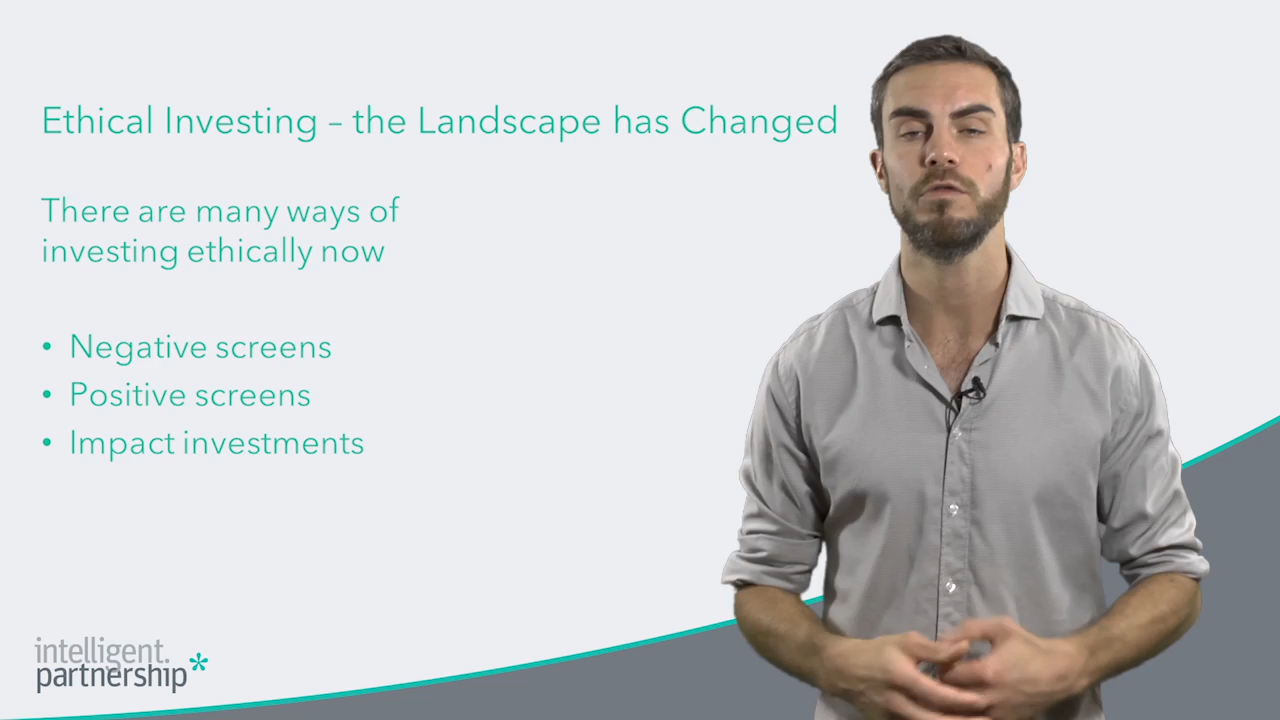 Ethical Investing – the Landscape has Changed
There are many ways of
investing ethically now
• Negative screens
• Positive screens
• Impact investments
intelligent.
partnership*